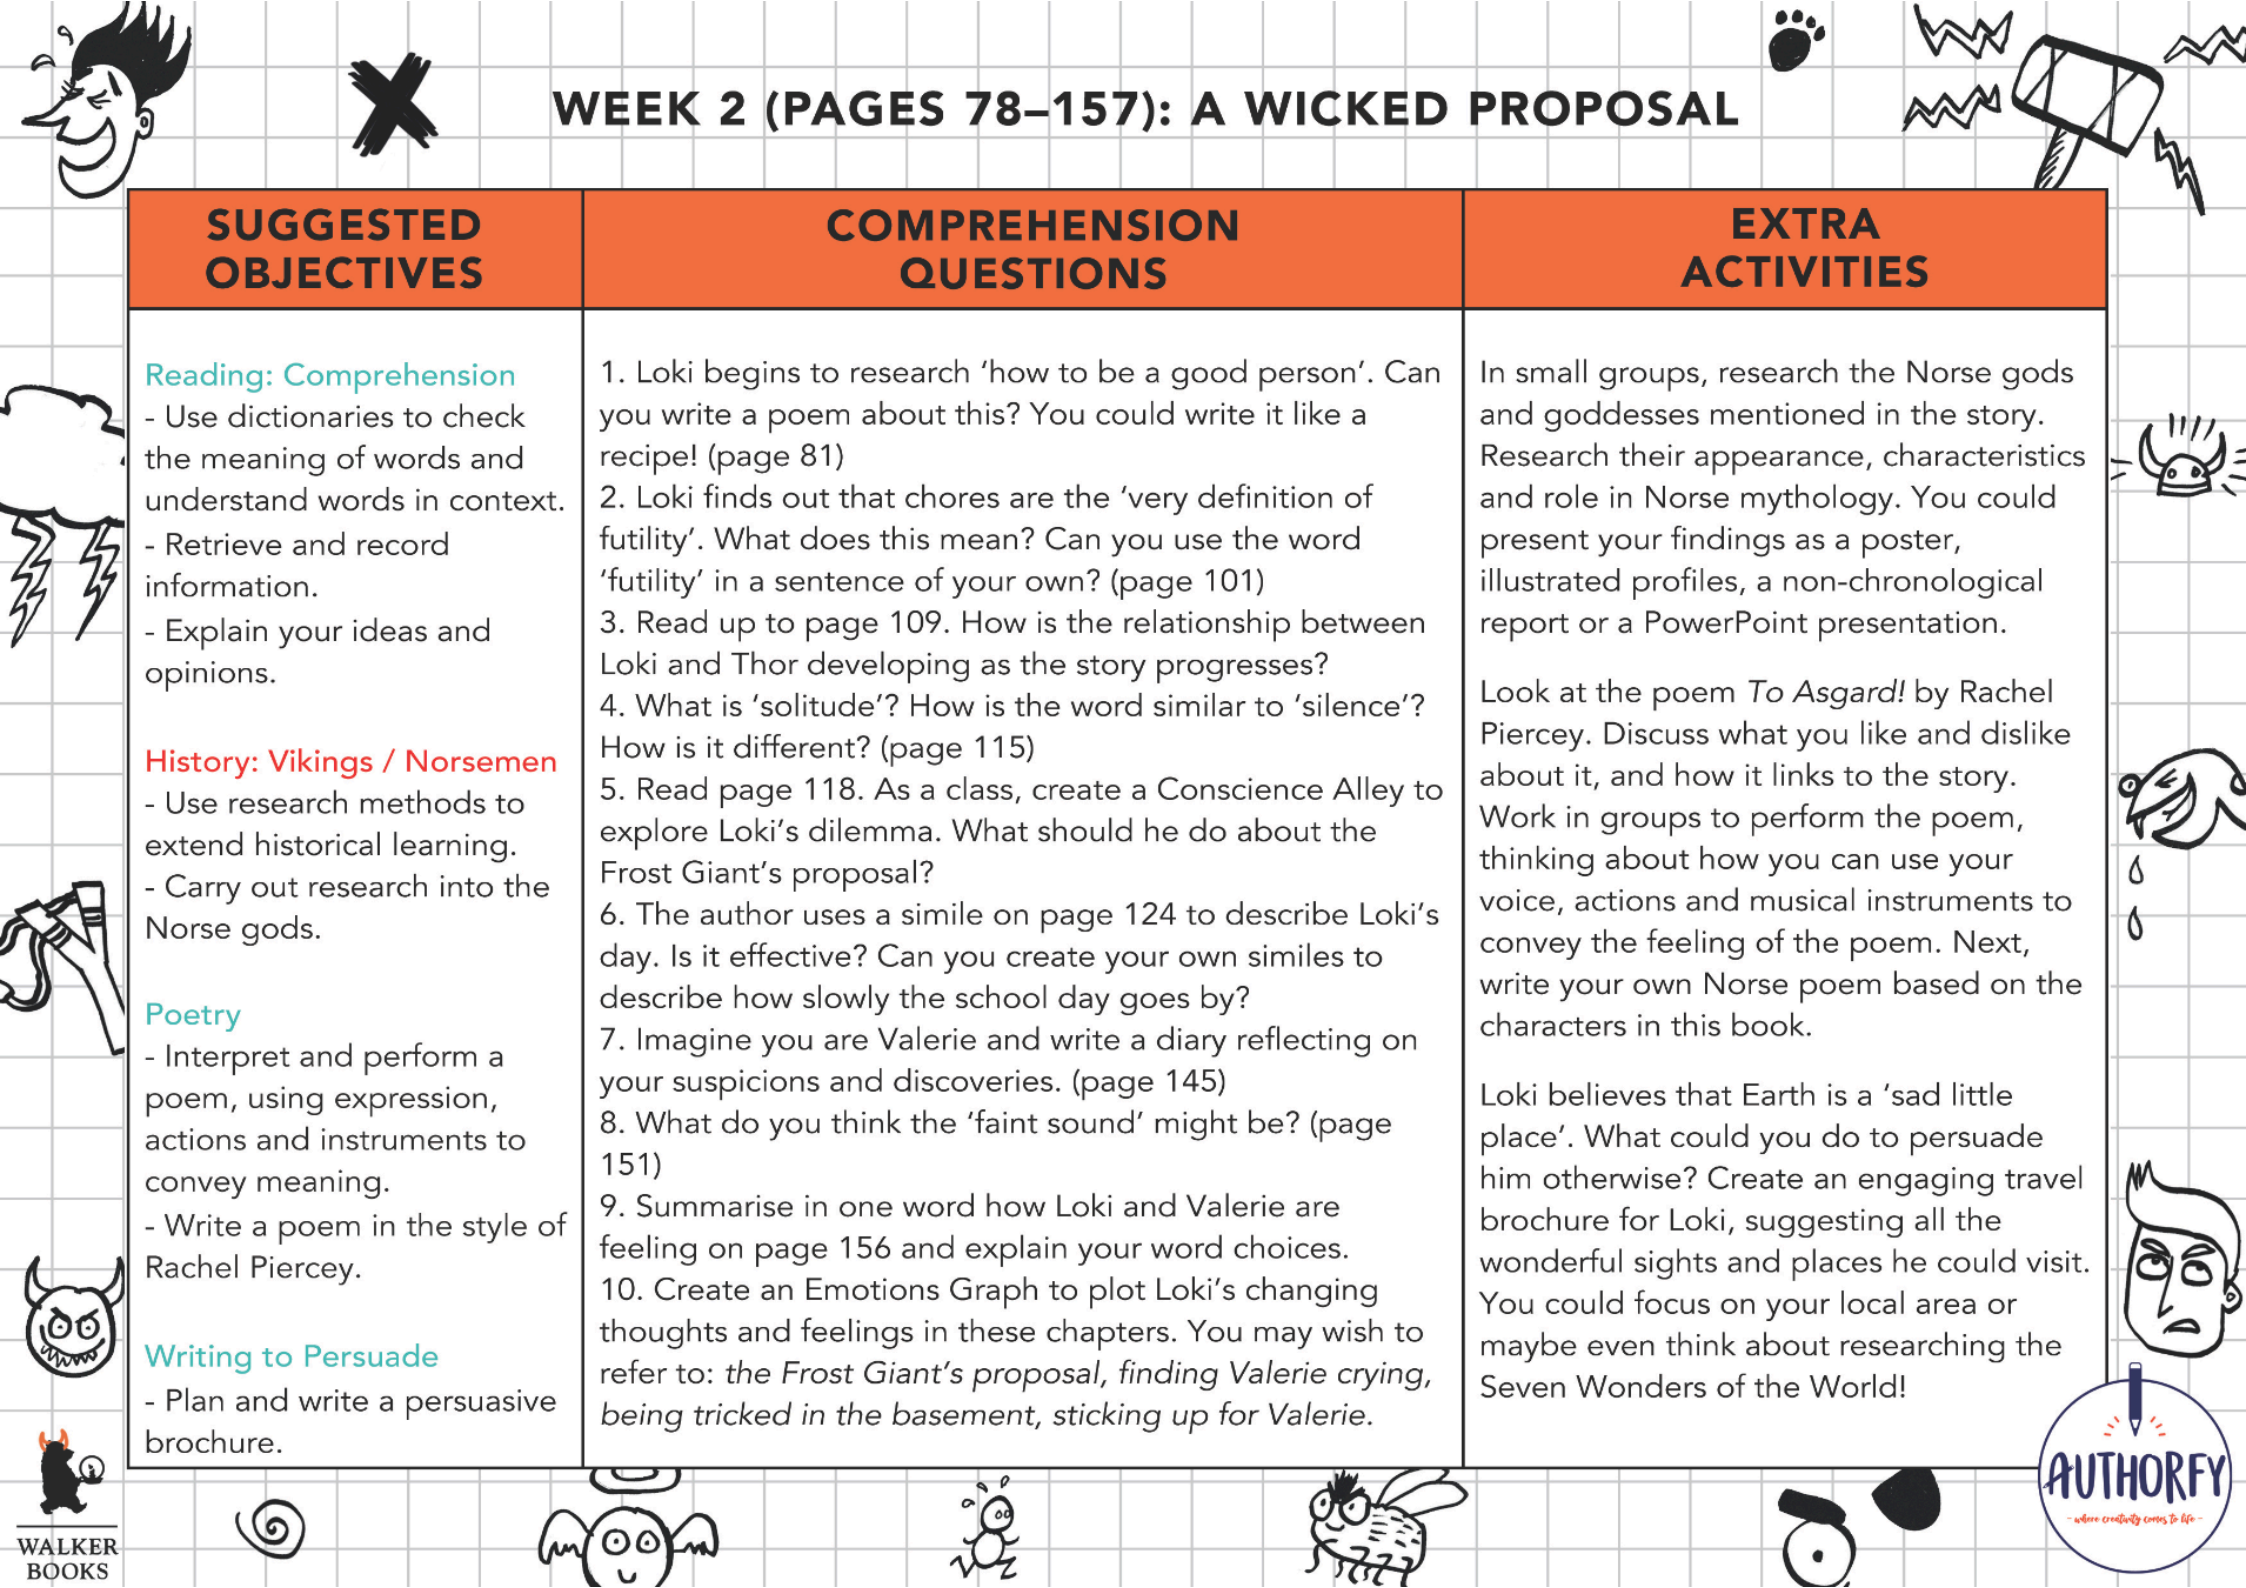 WEEK 2 (PAGES 78–157): A WICKED PROPOSAL
SUGGESTED
OBJECTIVES
Reading: Comprehension
- Use dictionaries to check
the meaning of words and
understand words in context.
- Retrieve and record
information.
- Explain your ideas and
opinions.
History: Vikings / Norsemen
- Use research methods to
extend historical learning.
- Carry out research into the
Norse gods.
Poetry
- Interpret and perform a
poem, using expression,
actions and instruments to
convey meaning.
- Write a poem in the style of
Rachel Piercey.
Writing to Persuade
- Plan and write a persuasive
brochure.
COMPREHENSION
QUESTIONS
1. Loki begins to research ‘how to be a good person’. Can
you write a poem about this? You could write it like a
recipe! (page 81)
2. Loki finds out that chores are the ‘very definition of
futility’. What does this mean? Can you use the word
‘futility’ in a sentence of your own? (page 101)
3. Read up to page 109. How is the relationship between
Loki and Thor developing as the story progresses?
4. What is ‘solitude’? How is the word similar to ‘silence’?
How is it different? (page 115)
5. Read page 118. As a class, create a Conscience Alley to
explore Loki’s dilemma. What should he do about the
Frost Giant’s proposal?
6. The author uses a simile on page 124 to describe Loki’s
day. Is it effective? Can you create your own similes to
describe how slowly the school day goes by?
7. Imagine you are Valerie and write a diary reflecting on
your suspicions and discoveries. (page 145)
8. What do you think the ‘faint sound’ might be? (page
151)
9. Summarise in one word how Loki and Valerie are
feeling on page 156 and explain your word choices.
10. Create an Emotions Graph to plot Loki’s changing
thoughts and feelings in these chapters. You may wish to
refer to: the Frost Giant’s proposal, finding Valerie crying,
being tricked in the basement, sticking up for Valerie.
EXTRA
ACTIVITIES
In small groups, research the Norse gods
and goddesses mentioned in the story.
Research their appearance, characteristics
and role in Norse mythology. You could
present your findings as a poster,
illustrated profiles, a non-chronological
report or a PowerPoint presentation.
Look at the poem To Asgard! by Rachel
Piercey. Discuss what you like and dislike
about it, and how it links to the story.
Work in groups to perform the poem,
thinking about how you can use your
voice, actions and musical instruments to
convey the feeling of the poem. Next,
write your own Norse poem based on the
characters in this book.
Loki believes that Earth is a ‘sad little
place’. What could you do to persuade
him otherwise? Create an engaging travel
brochure for Loki, suggesting all the
wonderful sights and places he could visit.
You could focus on your local area or
maybe even think about researching the
Seven Wonders of the World!
WALKER
BOOKS
AUTHORFY
- where creativity comes to life -